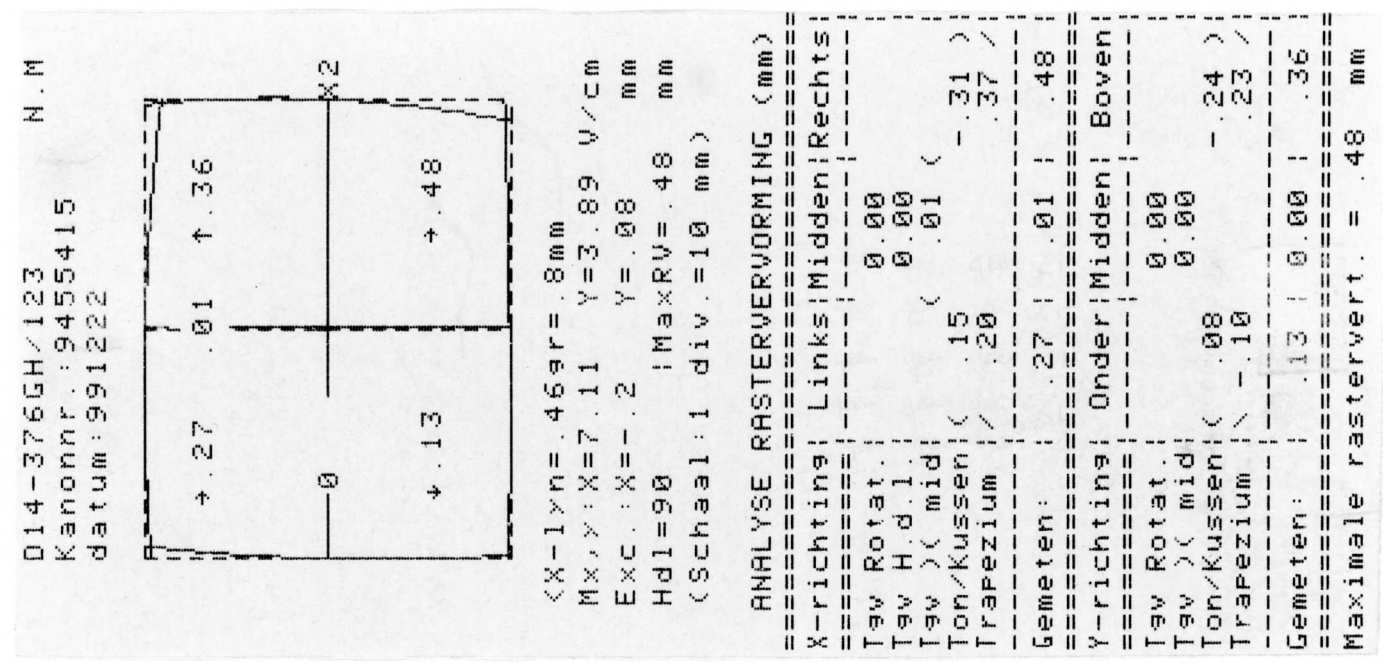 D14-376GH/123 N.M
Kanonnr:9455415
datum:991222
→.27 .01 ↑.36
0 X2
↓.13 →.48
<X-lyn= .46gr= .8mm
Mx,y:X=7.11 Y=3.89 V/cm
Exc :X=-.2 Y=.08 mm
Hdl=90 :MaxRV=.48 mm
(Schaal:1 div.=10 mm)
ANALYSE RASTERVERVORMING (mm)
X-richting: Links:Midden:Rechts
Tgv Rotat : 0.00
Tgv H.dl : 0.00
Tgv )( mid: ( .01 (
Ton/Kussen: ( .15 -.31 )
Trapezium : / .20 .37 /
Gemeten: : .27 : .01 : .48
Y-richting: Onder:Midden: Boven
Tgv Rotat : 0.00
Tgv )( mid: 0.00
Ton/Kussen:( .08 -.24 )
Trapezium :\ -.10 .23 /
Gemeten: : .13 : 0.00 : .36
Maximale rastervert. = .48 mm